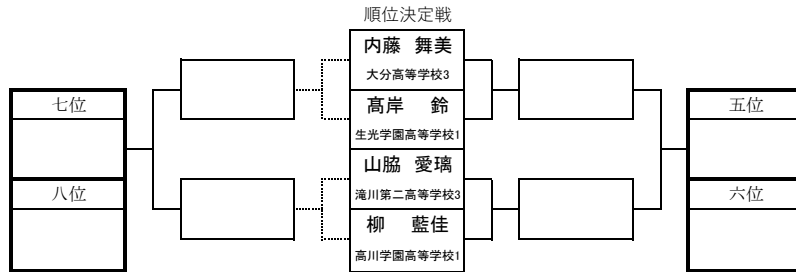 順位決定戦
内藤 舞美
大分高等学校3
髙岸 鈴
生光学園高等学校1
山脇 愛璃
滝川第二高等学校3
柳 藍佳
高川学園高等学校1
七位
八位
五位
六位